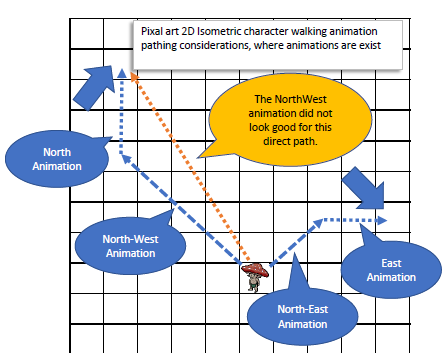 Pixal art 2D Isometric character walking animation
pathing considerations, where animations are exist
The NorthWest
animation did not
look good for this
direct path.
North
Animation
North-West
Animation
East
Animation
North-East
Animation